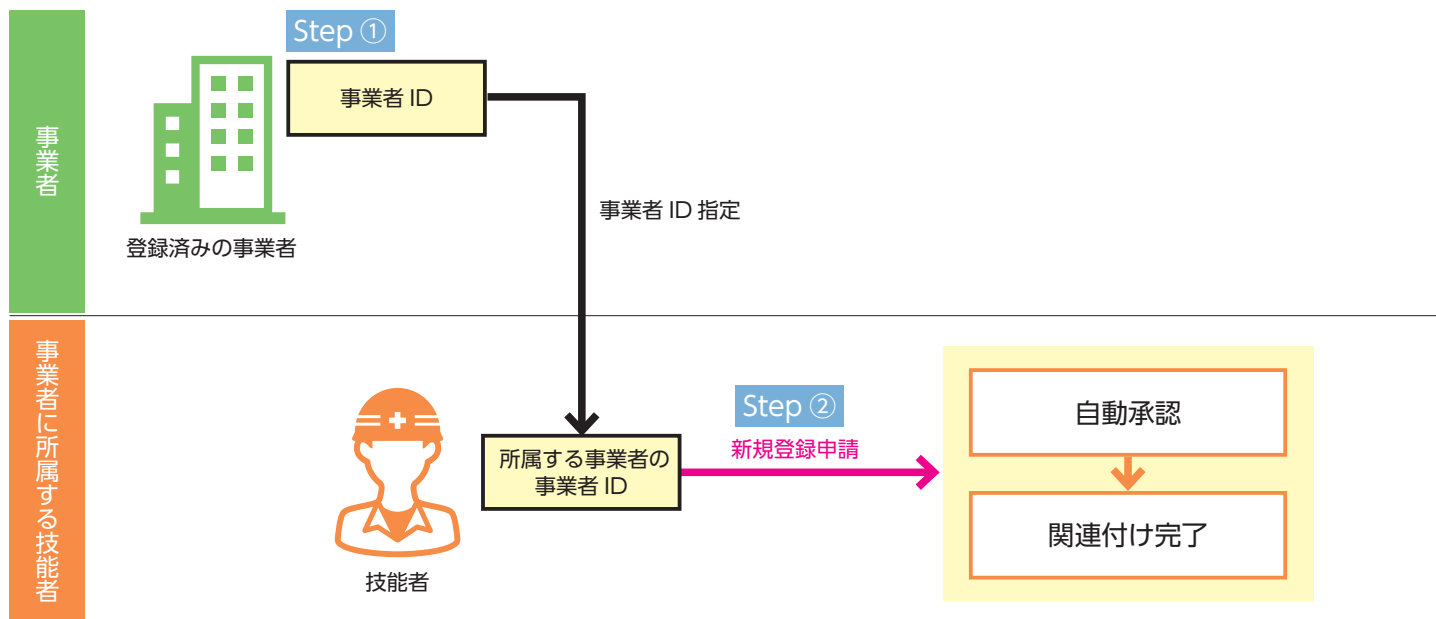 事業者
Step ①
事業者 ID
登録済みの事業者
事業者 ID 指定
事業者に所属する技能者
技能者
所属する事業者の
事業者 ID
Step ②
新規登録申請
自動承認
関連付け完了